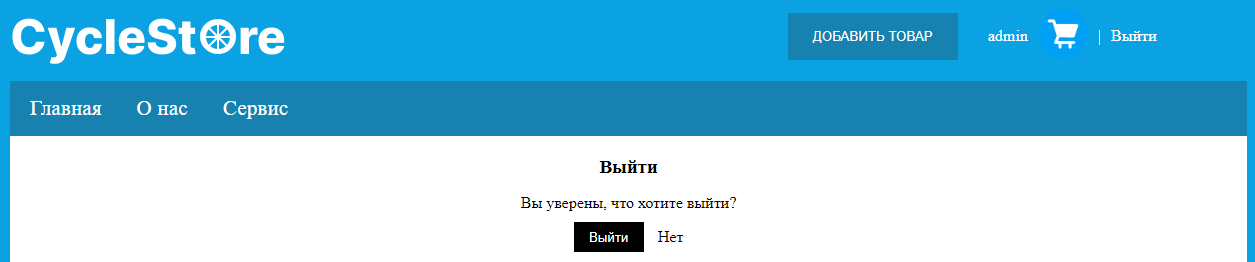 CycleStore
ДОБАВИТЬ ТОВАР
admin
| Выйти
Главная
О нас
Сервис
Выйти
Вы уверены, что хотите выйти?
Выйти
Нет